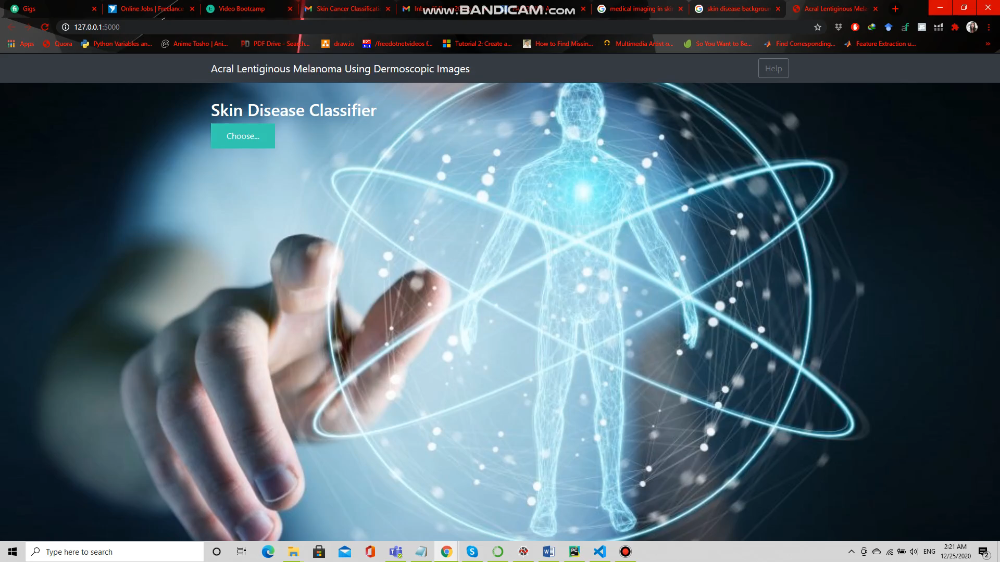 Gigs
Online Jobs | Freelance
Video Bootcamp
Skin Cancer Classificati
www.BANDICAM.com
medical imaging in ski
skin disease backgroun
Acral Lentiginous Mela
127.0.0.1:5000
Apps
Quora
Python Variables an...
Anime Tosho | Ani...
PDF Drive - Search...
BDT .NET
/freedotnetvideos f...
draw.io
Tutorial 2: Create a...
How to Find Missin...
Multimedia Artist o...
So You Want to Be...
Find Corresponding...
Feature Extraction u...
Acral Lentiginous Melanoma Using Dermoscopic Images
Help
Skin Disease Classifier
Choose...
Type here to search
ENG
2:21 AM
12/25/2020
2